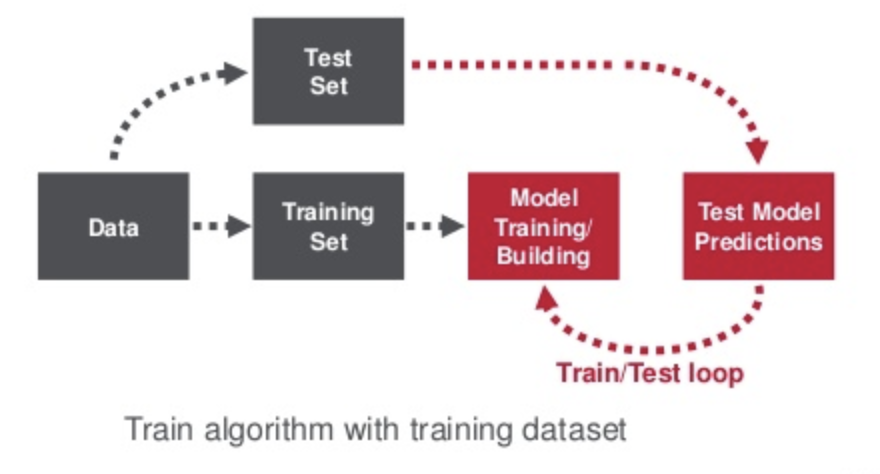 Test
Set
Data
Training
Set
Model
Training/
Building
Test Model
Predictions
Train/Test loop
Train algorithm with training dataset